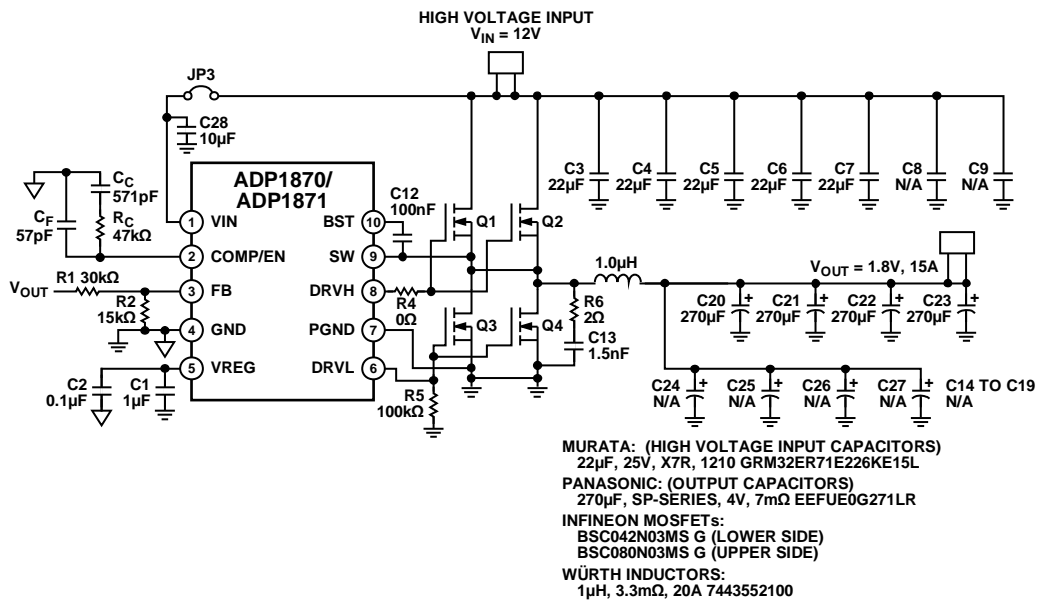 HIGH VOLTAGE INPUT
VIN = 12V
JP3
C28
10µF
C3
22µF
C4
22µF
C5
22µF
C6
22µF
C7
22µF
C8
N/A
C9
N/A
ADP1870/
ADP1871
CC
571pF
CF
57pF
RC
47kΩ
1 VIN
2 COMP/EN
3 FB
4 GND
5 VREG
BST 10
SW 9
DRVH 8
PGND 7
DRVL 6
C12
100nF
Q1
Q2
Q3
Q4
VOUT
R1 30kΩ
R2
15kΩ
C2
0.1µF
C1
1µF
R4
0Ω
R5
100kΩ
1.0µH
R6
2Ω
C13
1.5nF
VOUT = 1.8V, 15A
C20
270µF
+
C21
270µF
+
C22
270µF
+
C23
270µF
+
C24
N/A
+
C25
N/A
+
C26
N/A
+
C27
N/A
+
C14 TO C19
N/A
MURATA: (HIGH VOLTAGE INPUT CAPACITORS)
22µF, 25V, X7R, 1210 GRM32ER71E226KE15L
PANASONIC: (OUTPUT CAPACITORS)
270µF, SP-SERIES, 4V, 7mΩ EEFUE0G271LR
INFINEON MOSFETs:
BSC042N03MS G (LOWER SIDE)
BSC080N03MS G (UPPER SIDE)
WÜRTH INDUCTORS:
1µH, 3.3mΩ, 20A 7443552100